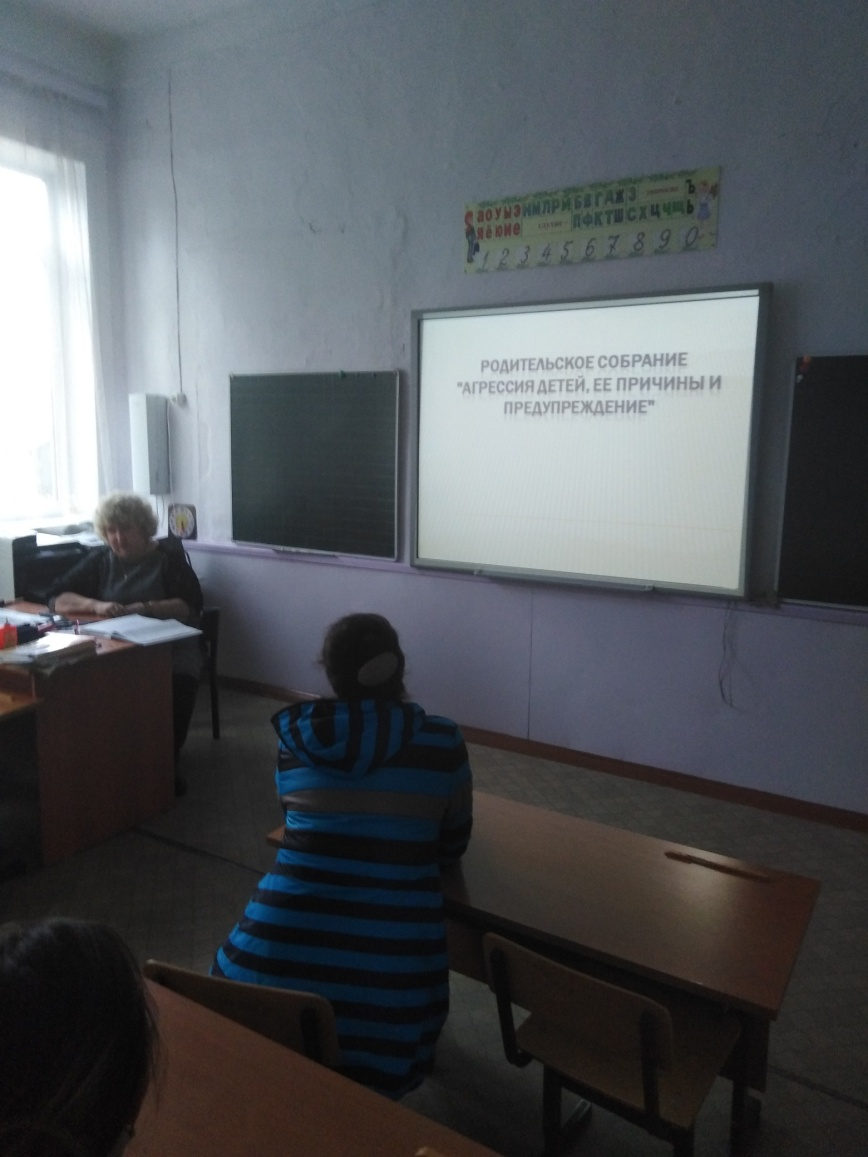 а о у ы э н м л р й б в г д ж з ъ
я ё ю и е п ф к т ш с х ц ч щ ь
1 2 3 4 5 6 7 8 9 0
РОДИТЕЛЬСКОЕ СОБРАНИЕ
"АГРЕССИЯ ДЕТЕЙ, ЕЕ ПРИЧИНЫ И
ПРЕДУПРЕЖДЕНИЕ"